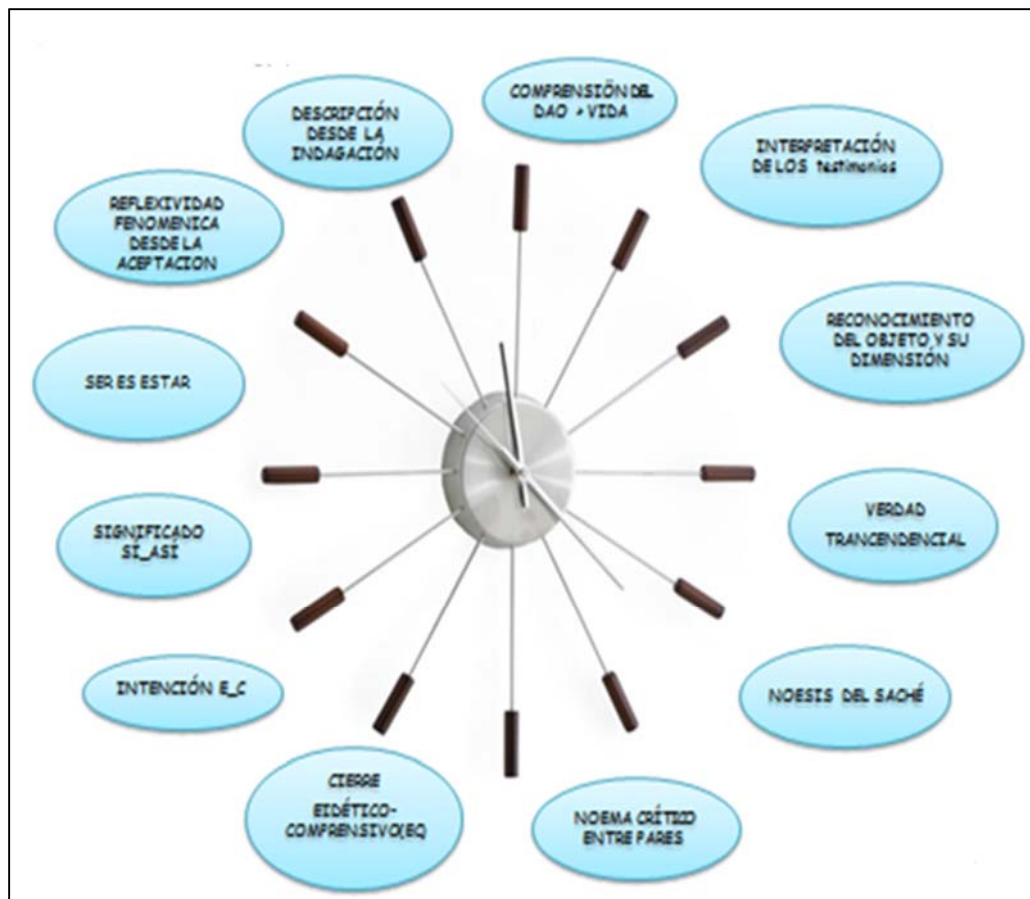 COMPRENSIÖN DEL
DAO + VIDA
INTERPRETACIÓN
DE LOS testimonios
RECONOCIMIENTO
DEL OBJETO, Y SU
DIMENSIÓN
VERDAD
TRANCENDENCIAL
NOESIS DEL SACHÉ
NOEMA CRÍTICO
ENTRE PARES
CIERRE
EIDÉTICO-
COMPRENSIVO(EQ)
INTENCIÓN E_C
SIGNIFICADO
SÍ_ASÍ
SER ES ESTAR
REFLEXIVIDAD
FENOMENICA
DESDE LA
ACEPTACION
DESCRIPCIÓN
DESDE LA
INDAGACIÓN